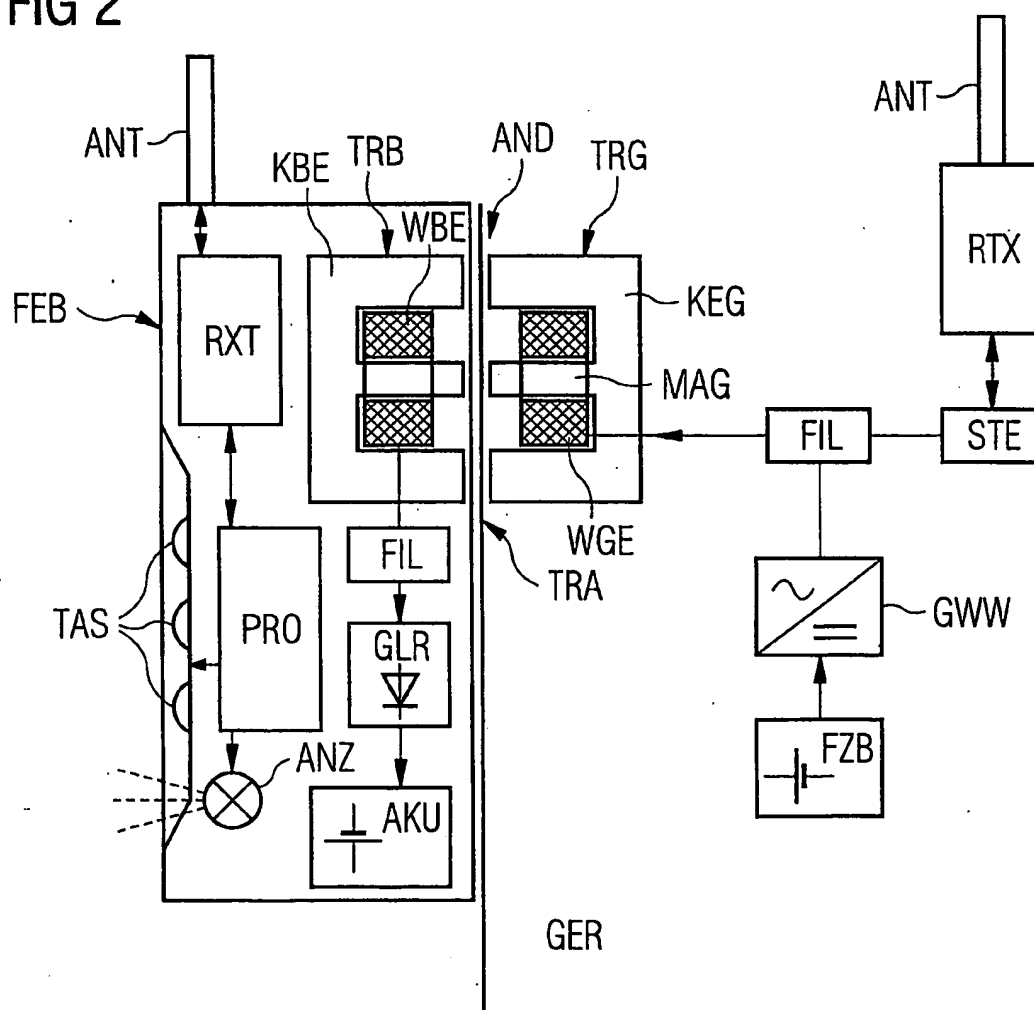 FIG 2
ANT
KBE
TRB
AND
TRG
ANT
WBE
RTX
FEB
RXT
KEG
MAG
FIL
STE
WGE
TRA
FIL
TAS
PRO
GLR
GWW
ANZ
FZB
AKU
GER